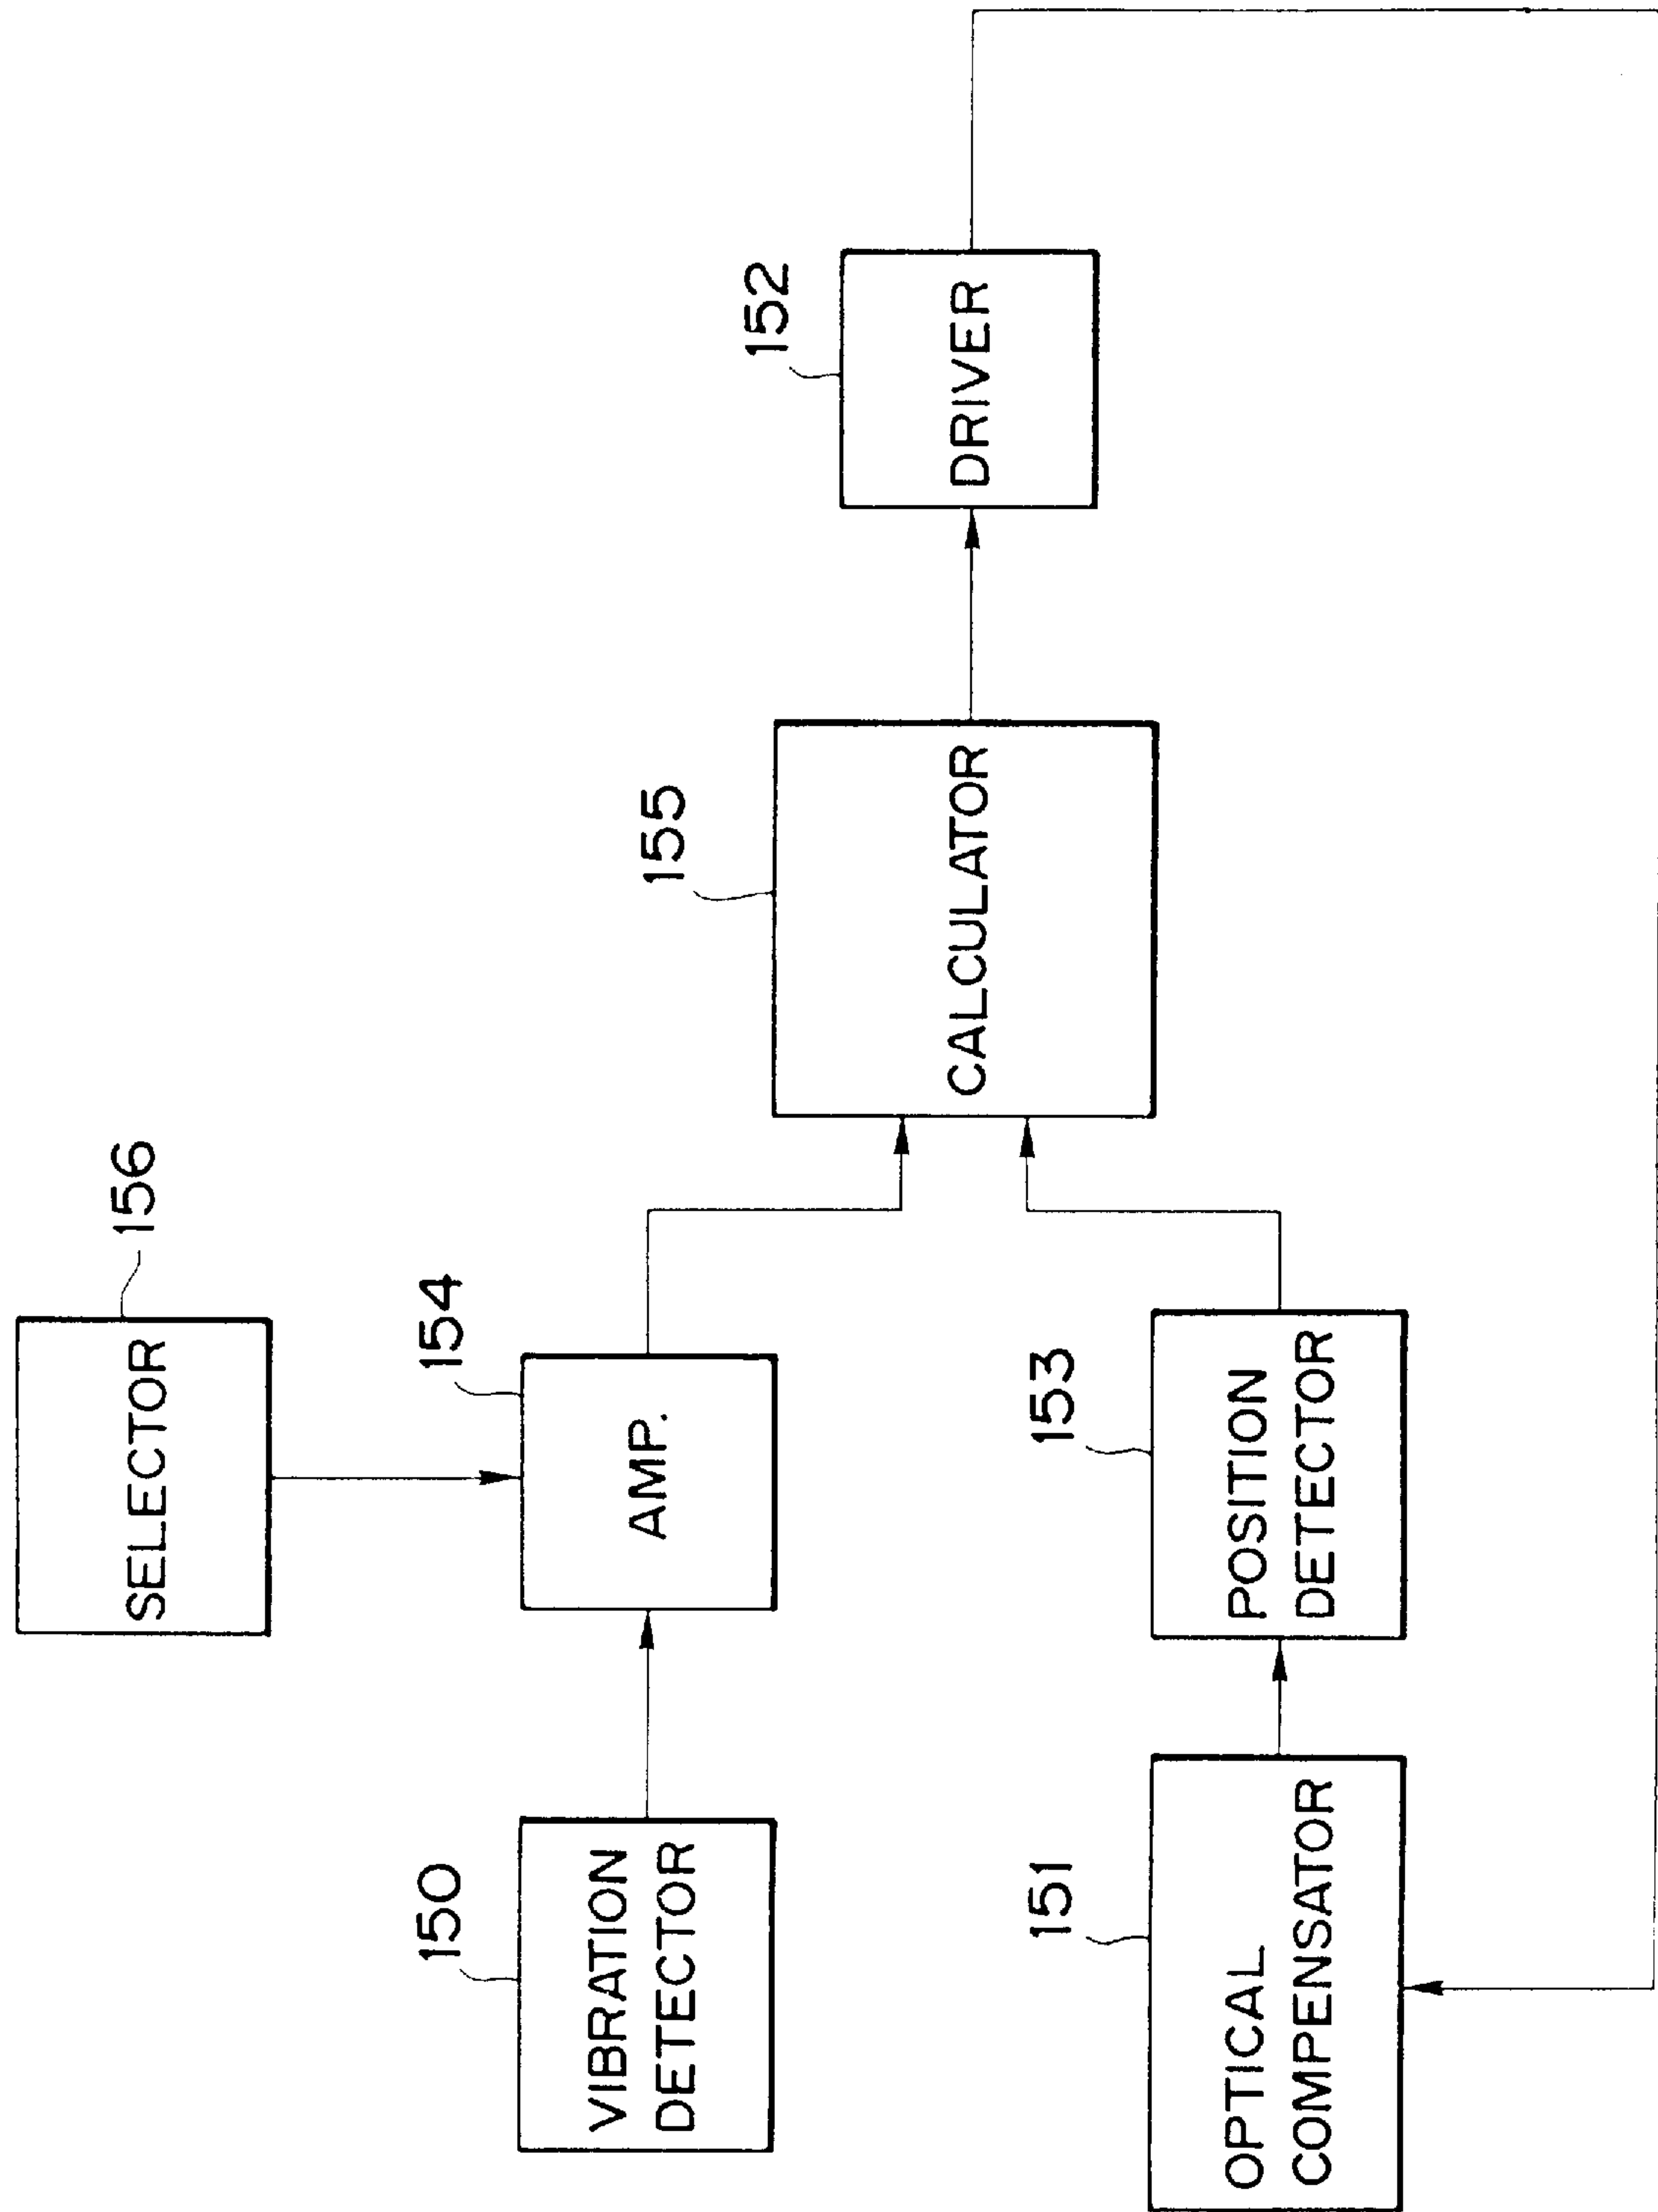 156
SELECTOR
150
VIBRATION
DETECTOR
154
AMP.
155
CALCULATOR
152
DRIVER
151
OPTICAL
COMPENSATOR
153
POSITION
DETECTOR